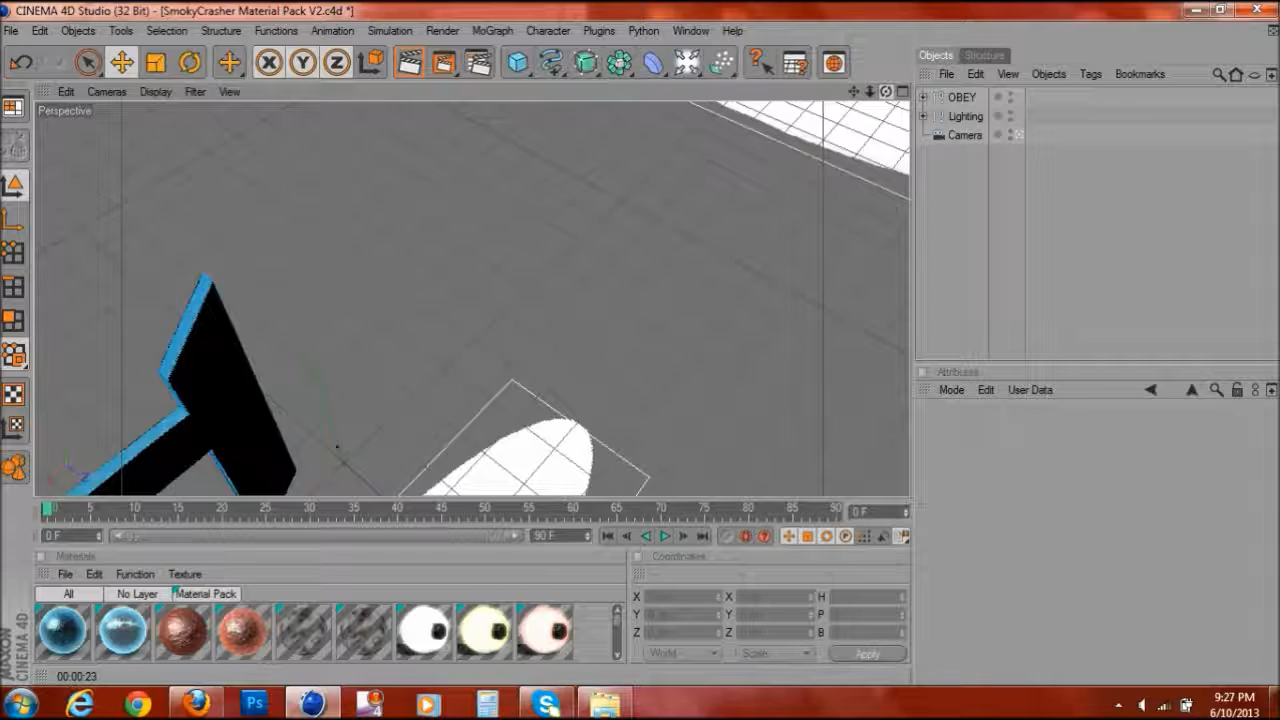 CINEMA 4D Studio (32 Bit) - [SmokyCrasher Material Pack V2.c4d *]
File Edit Objects Tools Selection Structure Functions Animation Simulation Render MoGraph Character Plugins Python Window Help
X Y Z
Objects Structure
File Edit View Objects Tags Bookmarks
Edit Cameras Display Filter View
Perspective
OBEY
Lighting
Camera
Attributes
Mode Edit User Data
0 5 10 15 20 25 30 35 40 45 50 55 60 65 70 75 80 85 90 0 F
0 F 90 F
Materials
Coordinates
File Edit Function Texture
All No Layer Material Pack
X Y H
Y Y P
Z Z B
World Scale Apply
MAXON CINEMA 4D
00:00:23
Ps
4
9:27 PM
6/10/2013